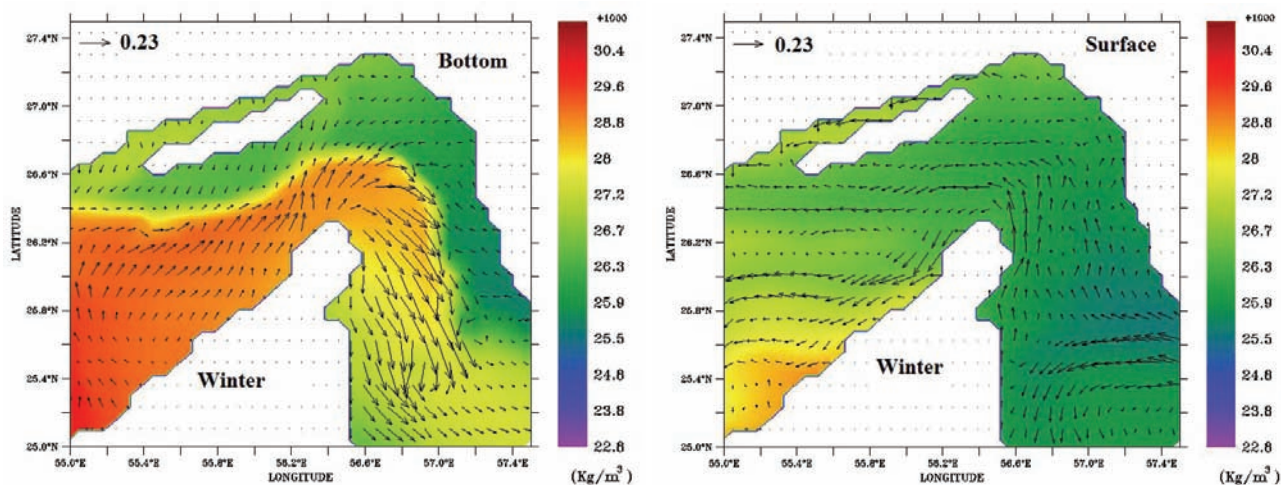 0.23
Bottom
Winter
27.4°N
27.0°N
26.6°N
26.2°N
25.8°N
25.4°N
25.0°N
LATITUDE
55.0°E 55.4°E 55.8°E 56.2°E 56.6°E 57.0°E 57.4°E
LONGITUDE
+1000
30.4
29.6
28.8
28
27.2
26.3
25.9
25.5
24.8
23.8
22.8
(Kg/m³)
0.23
Surface
Winter
27.4°N
27.0°N
26.6°N
26.2°N
25.8°N
25.4°N
25.0°N
LATITUDE
55.0°E 55.4°E 55.8°E 56.2°E 56.6°E 57.0°E 57.4°E
LONGITUDE
+1000
30.4
29.6
28.8
28
27.2
26.3
25.9
25.5
24.8
23.8
22.8
(Kg/m³)